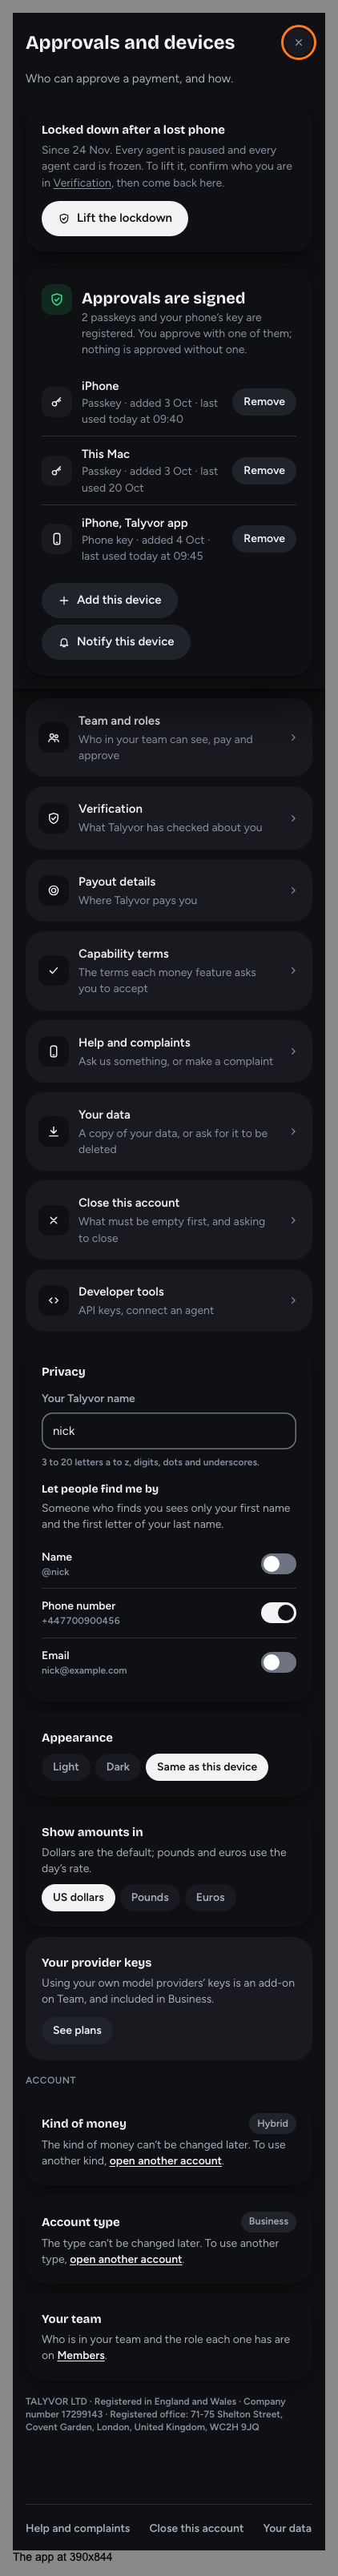 Approvals and devices
Who can approve a payment, and how.
Locked down after a lost phone
Since 24 Nov. Every agent is paused and every
agent card is frozen. To lift it, confirm who you are
in Verification, then come back here.
Lift the lockdown
Approvals are signed
2 passkeys and your phone’s key are
registered. You approve with one of them;
nothing is approved without one.
iPhone
Passkey · added 3 Oct · last
used today at 09:40
Remove
This Mac
Passkey · added 3 Oct · last
used 20 Oct
Remove
iPhone, Talyvor app
Phone key · added 4 Oct ·
last used today at 09:45
Remove
Add this device
Notify this device
Team and roles
Who in your team can see, pay and
approve
Verification
What Talyvor has checked about you
Payout details
Where Talyvor pays you
Capability terms
The terms each money feature asks
you to accept
Help and complaints
Ask us something, or make a complaint
Your data
A copy of your data, or ask for it to be
deleted
Close this account
What must be empty first, and asking
to close
Developer tools
API keys, connect an agent
Privacy
Your Talyvor name
nick
3 to 20 letters a to z, digits, dots and underscores.
Let people find me by
Someone who finds you sees only your first name
and the first letter of your last name.
Name
@nick
Phone number
+447700900456
Email
nick@example.com
Appearance
Light Dark Same as this device
Show amounts in
Dollars are the default; pounds and euros use the
day’s rate.
US dollars Pounds Euros
Your provider keys
Using your own model providers’ keys is an add-on
on Team, and included in Business.
See plans
ACCOUNT
Kind of money Hybrid
The kind of money can’t be changed later. To use
another kind, open another account.
Account type Business
The type can’t be changed later. To use another
type, open another account.
Your team
Who is in your team and the role each one has are
on Members.
TALYVOR LTD · Registered in England and Wales · Company
number 17299143 · Registered office: 71-75 Shelton Street,
Covent Garden, London, United Kingdom, WC2H 9JQ
Help and complaints Close this account Your data
The app at 390x844